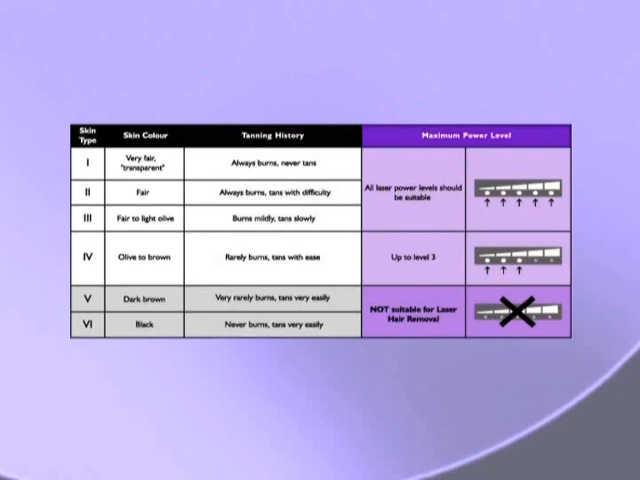 Skin Type Skin Colour Tanning History Maximum Power Level
I Very fair, "transparent" Always burns, never tans
II Fair Always burns, tans with difficulty
All laser power levels should be suitable
III Fair to light olive Burns mildly, tans slowly
IV Olive to brown Rarely burns, tans with ease Up to level 3
V Dark brown Very rarely burns, tans very easily
NOT suitable for Laser Hair Removal
VI Black Never burns, tans very easily